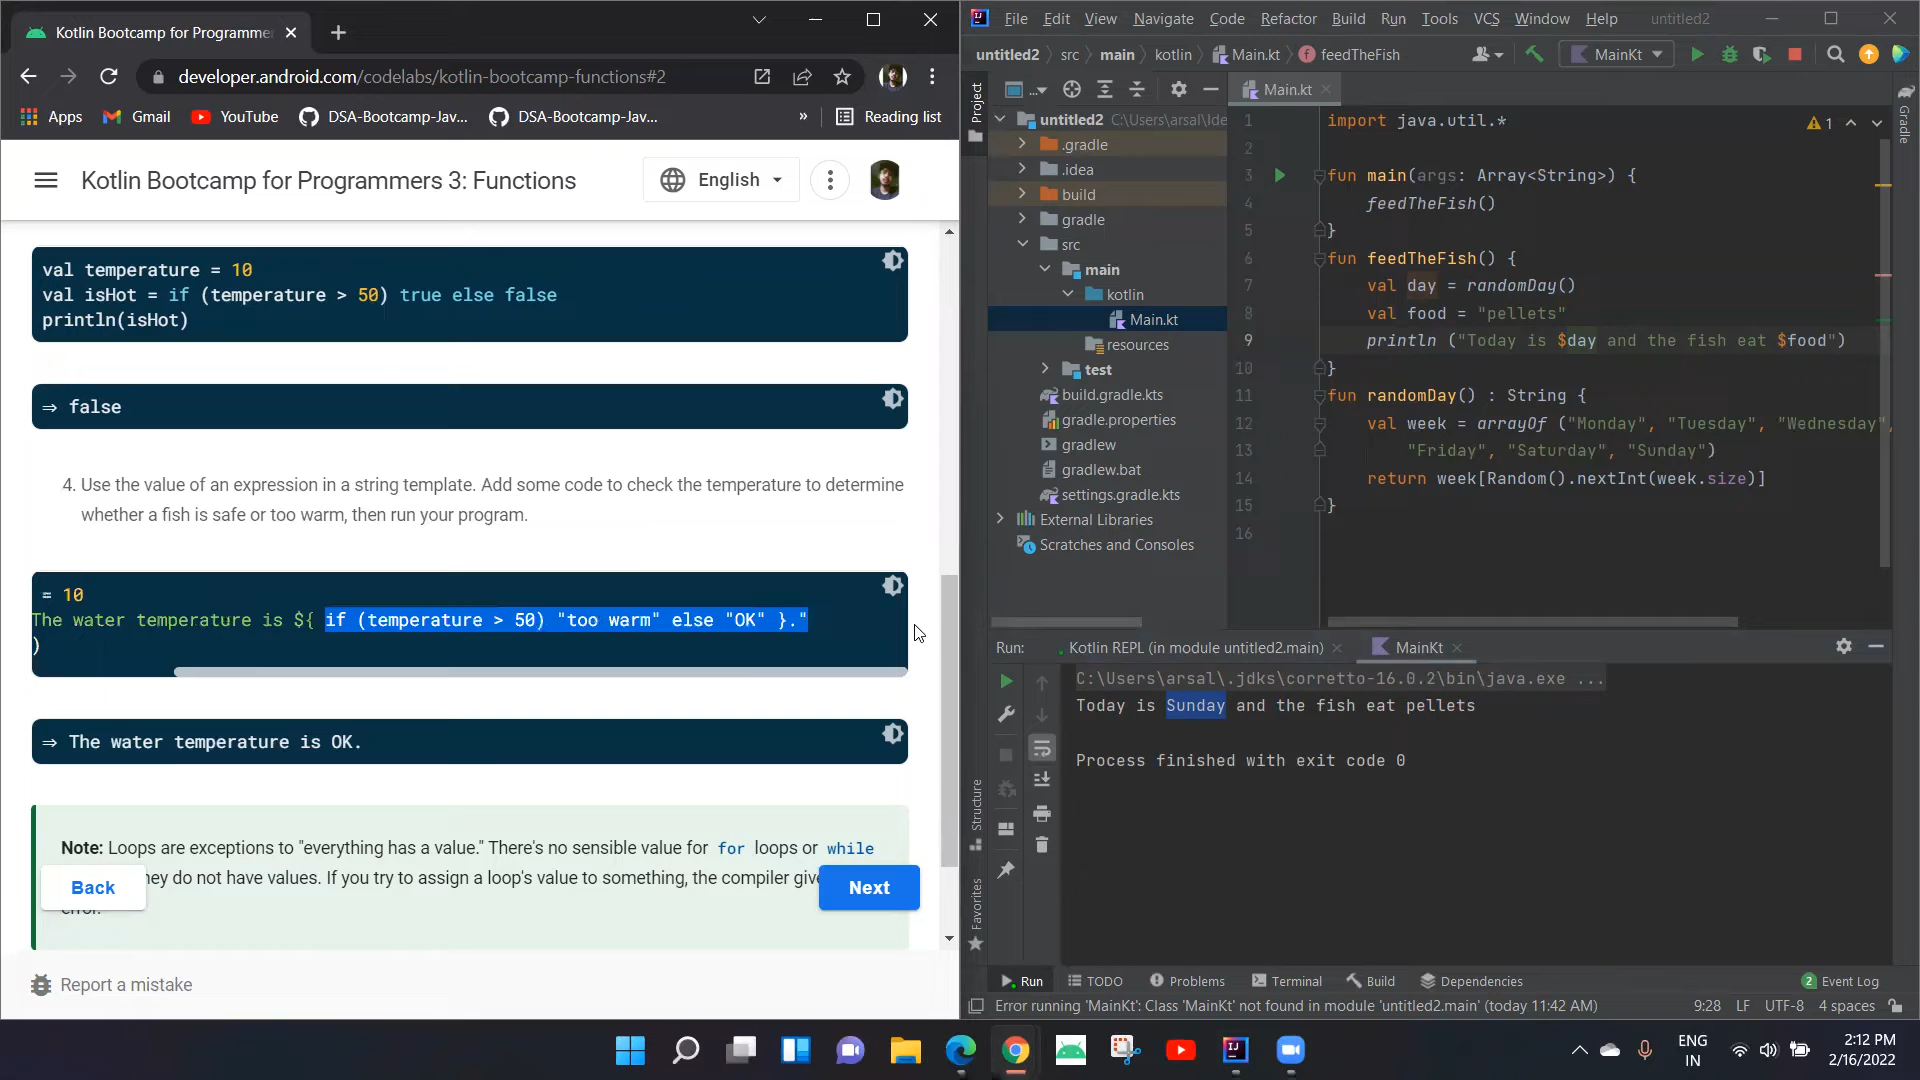 Kotlin Bootcamp for Programme
developer.android.com/codelabs/kotlin-bootcamp-functions#2
Apps
Gmail
YouTube
DSA-Bootcamp-Jav...
DSA-Bootcamp-Jav...
»
Reading list
Kotlin Bootcamp for Programmers 3: Functions
English
val temperature = 10
val isHot = if (temperature > 50) true else false
println(isHot)
⇒ false
4. Use the value of an expression in a string template. Add some code to check the temperature to determine
whether a fish is safe or too warm, then run your program.
= 10
The water temperature is ${ if (temperature > 50) "too warm" else "OK" }."
)
⇒ The water temperature is OK.
Note: Loops are exceptions to "everything has a value." There's no sensible value for for loops or while
hey do not have values. If you try to assign a loop's value to something, the compiler give
error.
Back
Next
Report a mistake
File Edit View Navigate Code Refactor Build Run Tools VCS Window Help untitled2
untitled2 src main kotlin Main.kt feedTheFish
MainKt
Project
Main.kt
untitled2 C:\Users\arsal\Ide
.gradle
.idea
build
gradle
src
main
kotlin
Main.kt
resources
test
build.gradle.kts
gradle.properties
gradlew
gradlew.bat
settings.gradle.kts
External Libraries
Scratches and Consoles
1 import java.util.*
2
3 fun main(args: Array<String>) {
4 feedTheFish()
5 }
6 fun feedTheFish() {
7 val day = randomDay()
8 val food = "pellets"
9 println ("Today is $day and the fish eat $food")
10 }
11 fun randomDay() : String {
12 val week = arrayOf ("Monday", "Tuesday", "Wednesday",
13 "Friday", "Saturday", "Sunday")
14 return week[Random().nextInt(week.size)]
15 }
16
1
Gradle
Run: Kotlin REPL (in module untitled2.main) MainKt
C:\Users\arsal\.jdks\corretto-16.0.2\bin\java.exe ...
Today is Sunday and the fish eat pellets
Process finished with exit code 0
Structure
Favorites
Run TODO Problems Terminal Build Dependencies 2 Event Log
Error running 'MainKt': Class 'MainKt' not found in module 'untitled2.main' (today 11:42 AM)
9:28 LF UTF-8 4 spaces
ENG
IN
2:12 PM
2/16/2022